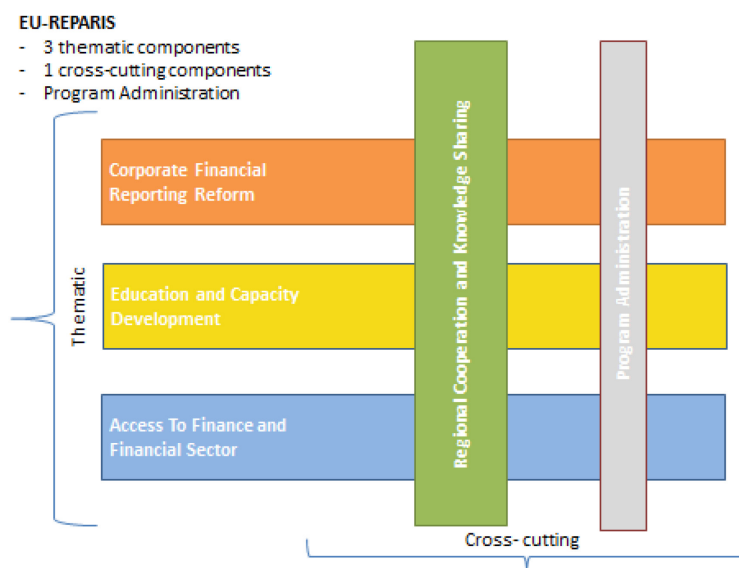 EU-REPARIS
- 3 thematic components
- 1 cross-cutting components
- Program Administration
Thematic
Corporate Financial
Reporting Reform
Education and Capacity
Development
Access To Finance and
Financial Sector
Regional Cooperation and Knowledge Sharing
Program Administration
Cross- cutting